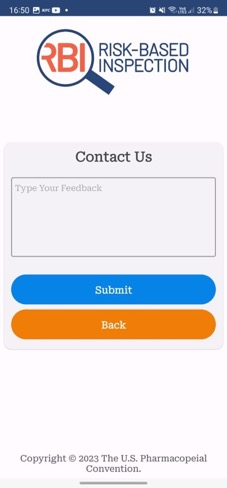 16:50
32%
RBI RISK-BASED
INSPECTION
Contact Us
Type Your Feedback
Submit
Back
Copyright © 2023 The U.S. Pharmacopeial
Convention.